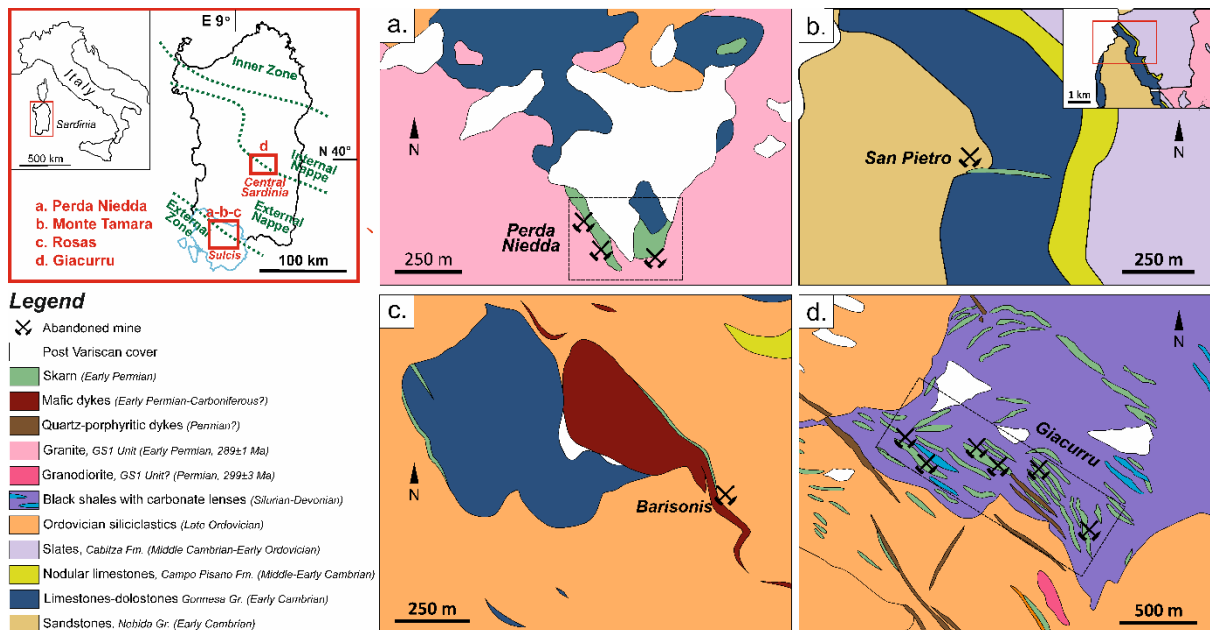 E 9°
Italy
Sardinia
500 km
Inner Zone
N 40°
Internal
Nappe
d
Central
Sardinia
a-b-c
External
Zone
External
Nappe
Sulcis
100 km
a. Perda Niedda
b. Monte Tamara
c. Rosas
d. Giacurru
a.
N
Perda
Niedda
250 m
b.
1 km
N
San Pietro
250 m
Legend
Abandoned mine
Post Variscan cover
Skarn (Early Permian)
Mafic dykes (Early Permian-Carboniferous?)
Quartz-porphyritic dykes (Permian?)
Granite, GS1 Unit (Early Permian, 289±1 Ma)
Granodiorite, GS1 Unit? (Permian, 299±3 Ma)
Black shales with carbonate lenses (Silurian-Devonian)
Ordovician siliciclastics (Late Ordovician)
Slates, Cabitza Fm. (Middle Cambrian-Early Ordovician)
Nodular limestones, Campo Pisano Fm. (Middle-Early Cambrian)
Limestones-dolostones Gonnesa Gr. (Early Cambrian)
Sandstones, Nebida Gr. (Early Cambrian)
c.
N
Barisonis
250 m
d.
N
Giacurru
500 m